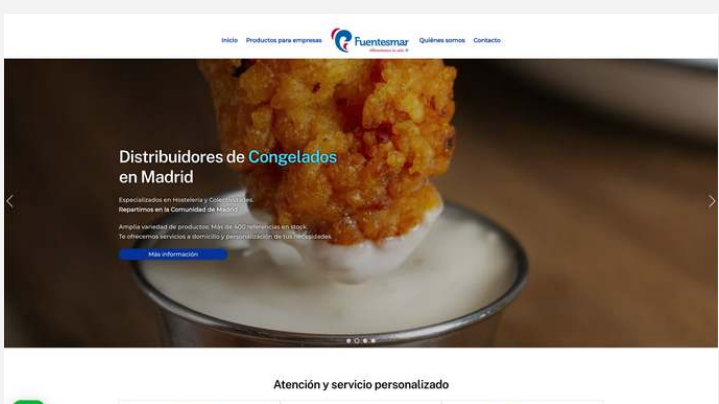 Inicio Productos para empresas Fuentesmar Quiénes somos Contacto
Distribuidores de Congelados
en Madrid
Especializados en Hostelería y Colectividades.
Repartimos en la Comunidad de Madrid.
Amplia variedad de productos: Más de 400 referencias en stock.
Te ofrecemos servicios a domicilio y personalización de tus necesidades.
Más información
Atención y servicio personalizado